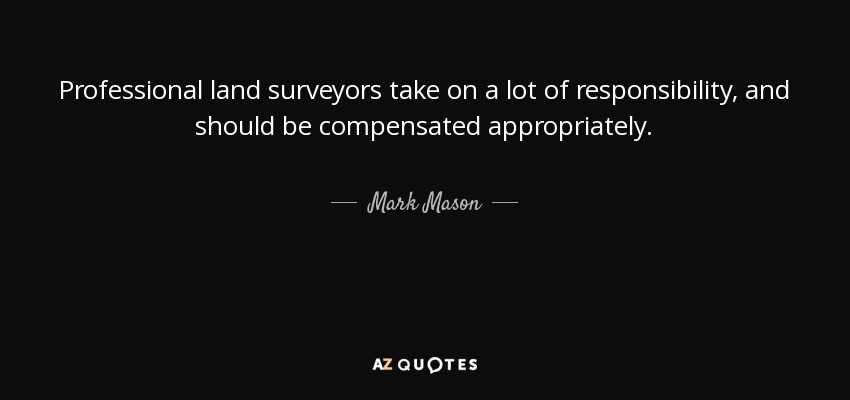 Professional land surveyors take on a lot of responsibility, and
should be compensated appropriately.
Mark Mason
AZ QUOTES